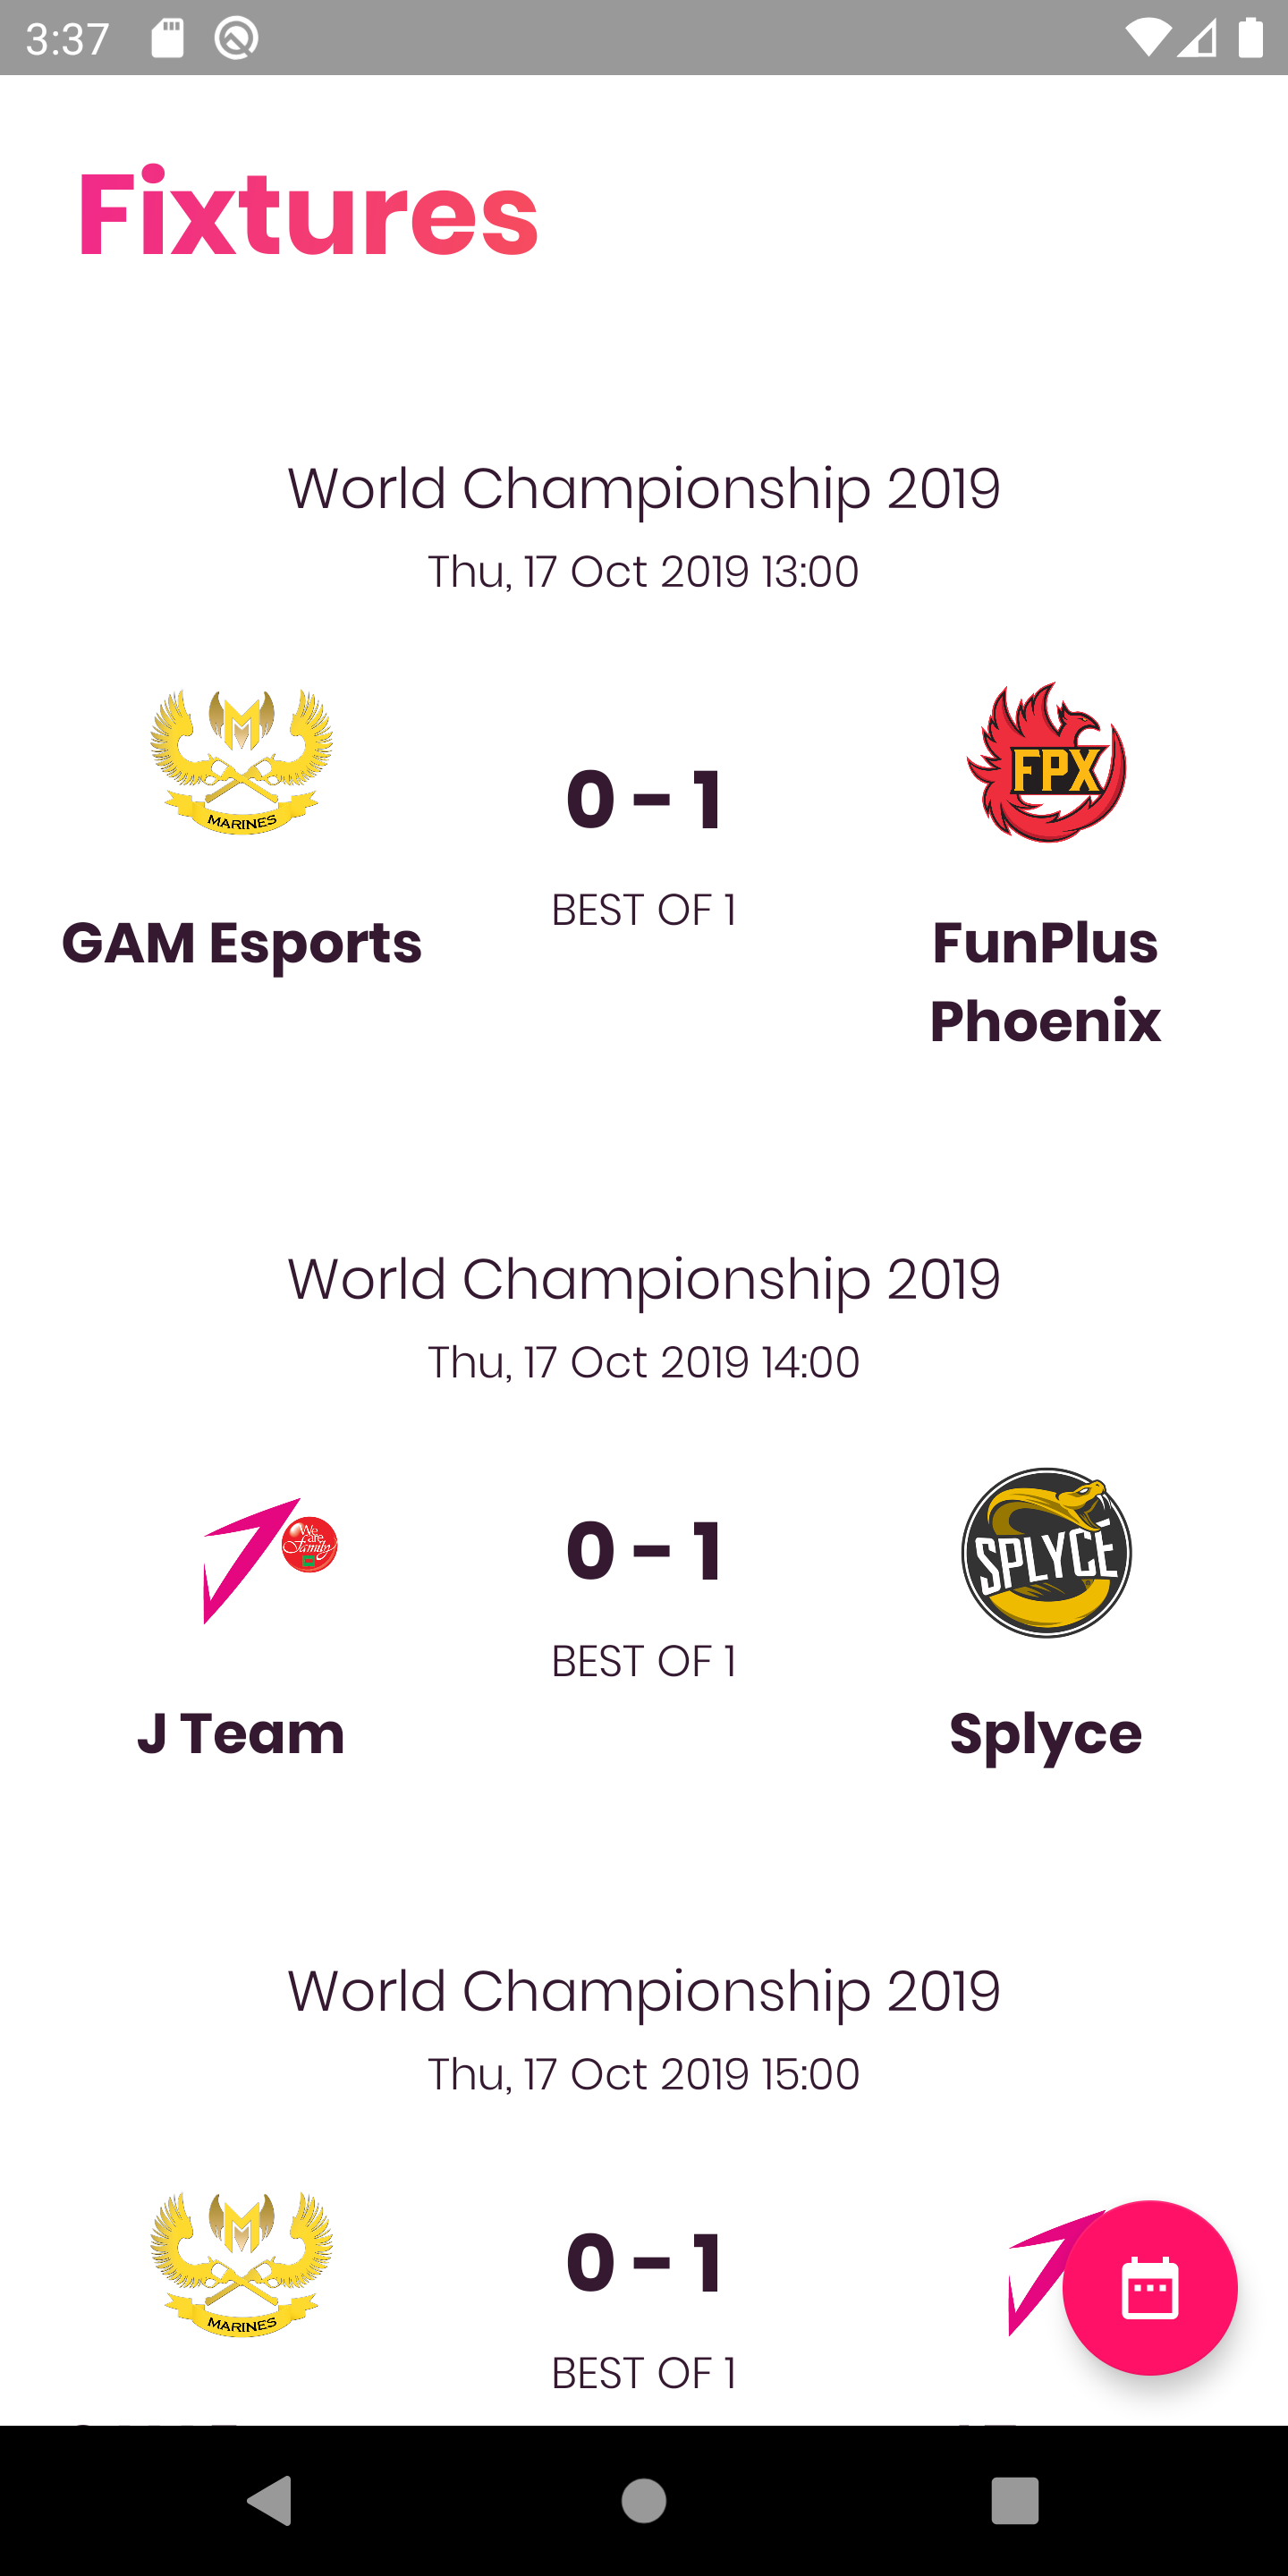 3:37
Fixtures
World Championship 2019
Thu, 17 Oct 2019 13:00
MARINES
FPX
0 - 1
BEST OF 1
GAM Esports
FunPlus
Phoenix
World Championship 2019
Thu, 17 Oct 2019 14:00
We are Family
SPLYCE
0 - 1
BEST OF 1
J Team
Splyce
World Championship 2019
Thu, 17 Oct 2019 15:00
MARINES
0 - 1
BEST OF 1